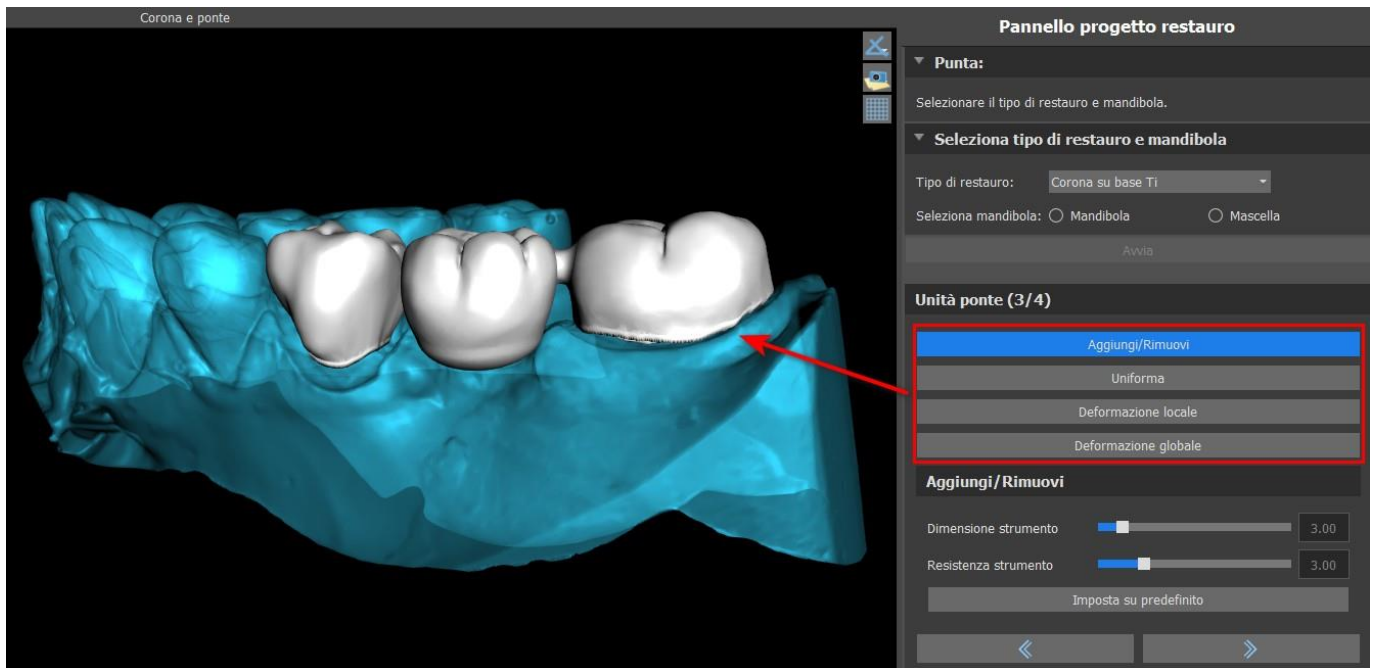 Corona e ponte
Pannello progetto restauro
Punta:
Selezionare il tipo di restauro e mandibola.
Seleziona tipo di restauro e mandibola
Tipo di restauro: Corona su base Ti
Seleziona mandibola: Mandibola Mascella
Avvia
Unità ponte (3/4)
Aggiungi/Rimuovi
Uniforma
Deformazione locale
Deformazione globale
Aggiungi/Rimuovi
Dimensione strumento 3.00
Resistenza strumento 3.00
Imposta su predefinito